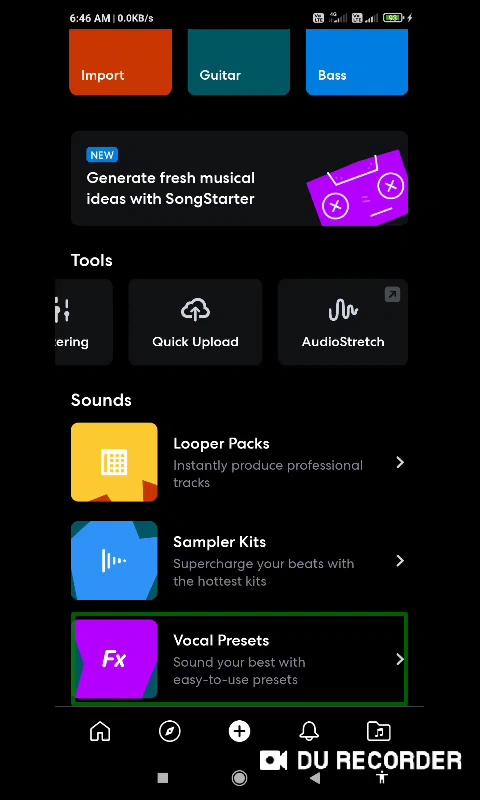 6:46 AM | 0.0KB/s
4G
93
Import
Guitar
Bass
NEW
Generate fresh musical
ideas with SongStarter
Tools
tering
Quick Upload
AudioStretch
Sounds
Looper Packs
Instantly produce professional
tracks
Sampler Kits
Supercharge your beats with
the hottest kits
Fx
Vocal Presets
Sound your best with
easy-to-use presets
DU RECORDER